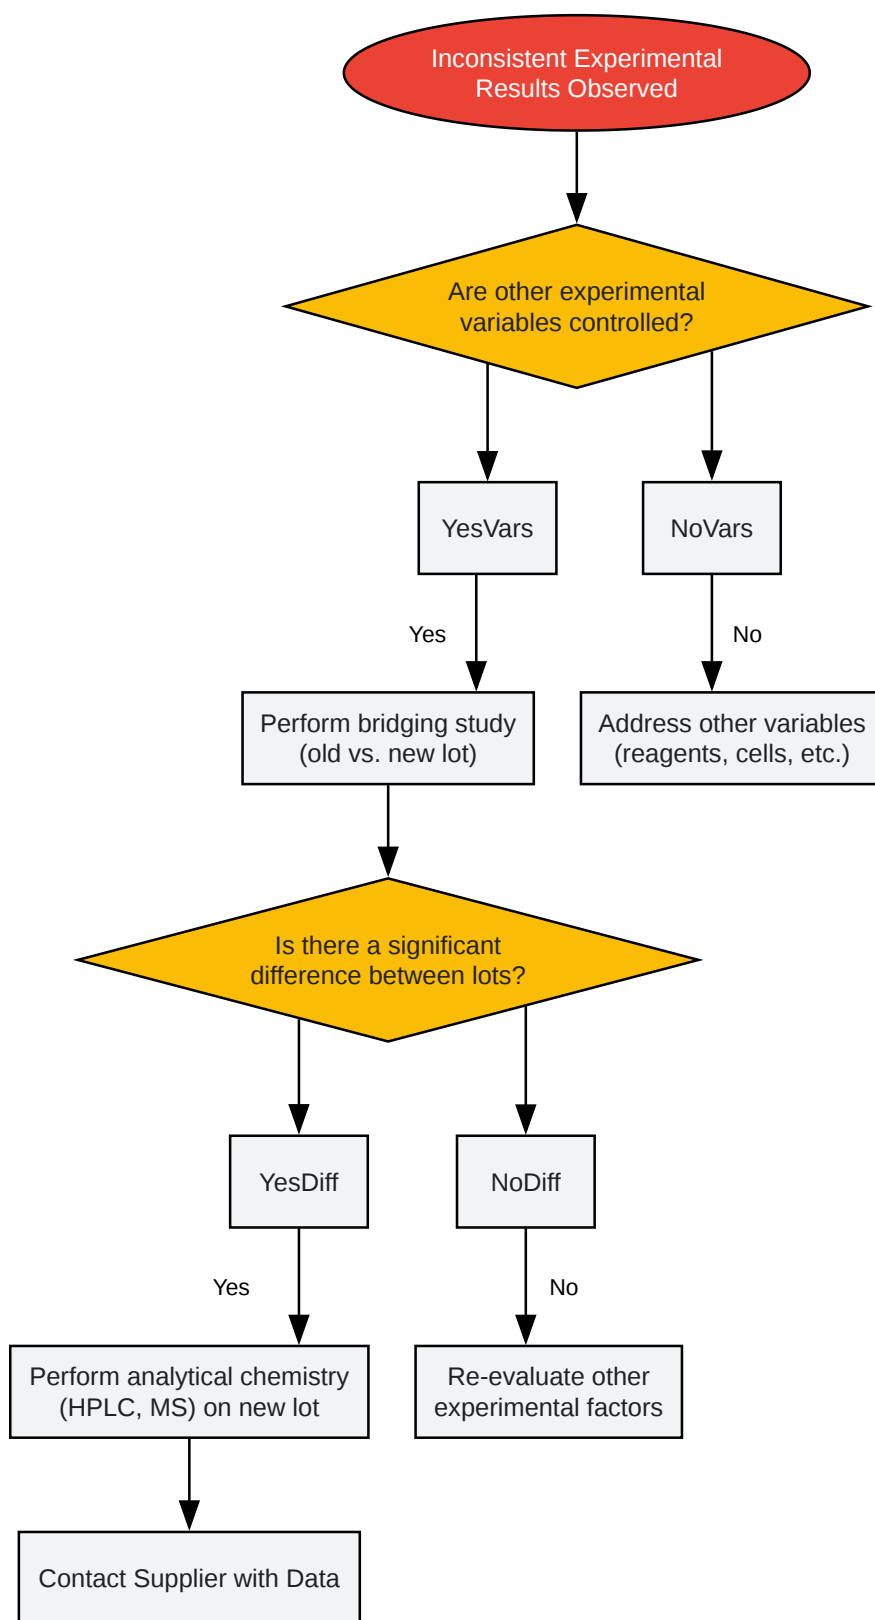 Inconsistent Experimental
Results Observed
Are other experimental
variables controlled?
YesVars
NoVars
Yes
No
Perform bridging study
(old vs. new lot)
Address other variables
(reagents, cells, etc.)
Is there a significant
difference between lots?
YesDiff
NoDiff
Yes
No
Perform analytical chemistry
(HPLC, MS) on new lot
Re-evaluate other
experimental factors
Contact Supplier with Data